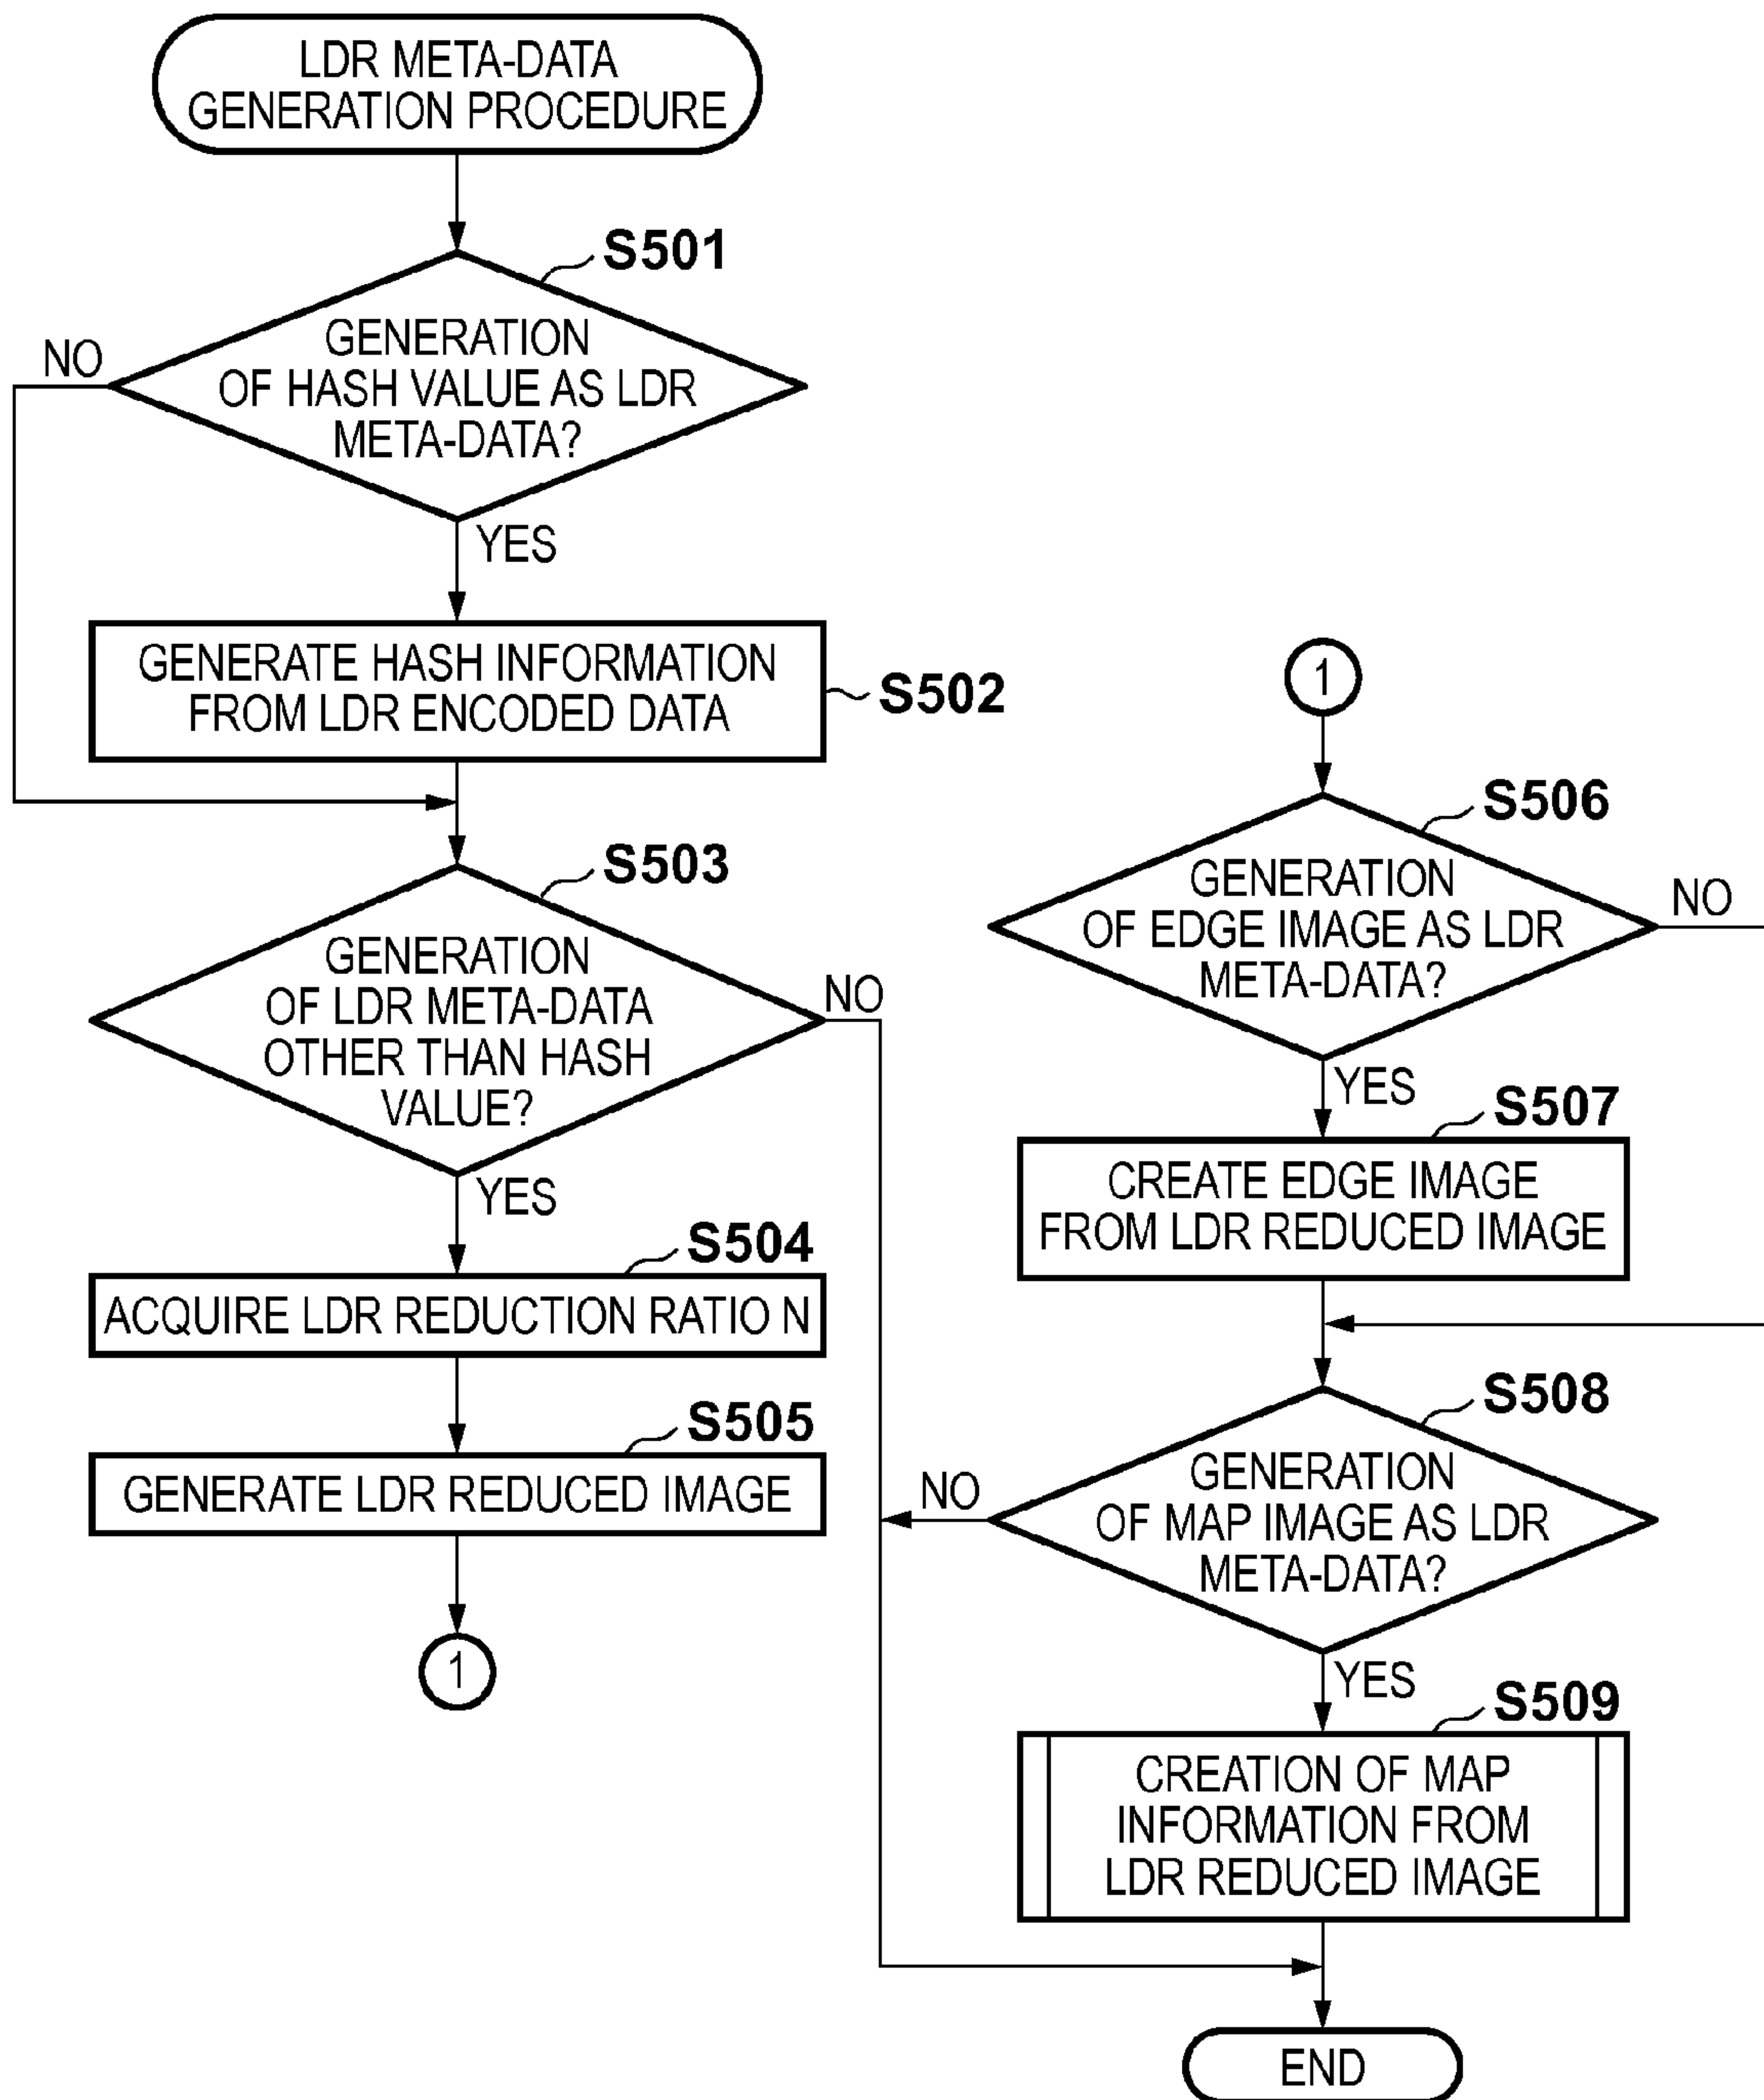 LDR META-DATA
GENERATION PROCEDURE
S501
GENERATION
OF HASH VALUE AS LDR
META-DATA?
NO
YES
GENERATE HASH INFORMATION
FROM LDR ENCODED DATA
S502
S503
GENERATION
OF LDR META-DATA
OTHER THAN HASH
VALUE?
NO
YES
S504
ACQUIRE LDR REDUCTION RATIO N
S505
GENERATE LDR REDUCED IMAGE
1
1
S506
GENERATION
OF EDGE IMAGE AS LDR
META-DATA?
NO
YES
S507
CREATE EDGE IMAGE
FROM LDR REDUCED IMAGE
S508
GENERATION
OF MAP IMAGE AS LDR
META-DATA?
NO
YES
S509
CREATION OF MAP
INFORMATION FROM
LDR REDUCED IMAGE
END